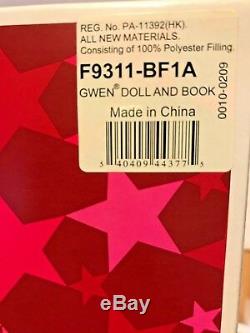 REG. No. PA-11392(HK).
ALL NEW MATERIALS.
Consisting of 100% Polyester Filling.
F9311-BF1A
GWEN® DOLL AND BOOK
Made in China
5 40409 44377 5
0010-0209